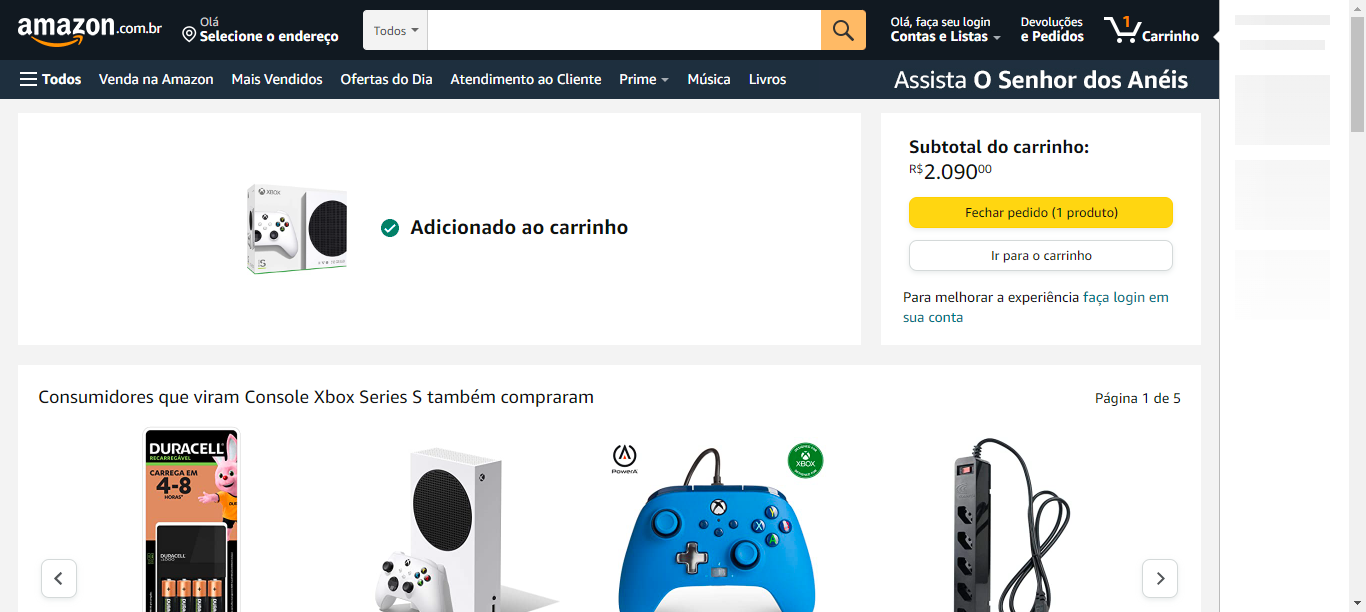 amazon.com.br
Olá
Selecione o endereço
Todos
Olá, faça seu login
Contas e Listas
Devoluções
e Pedidos
1
Carrinho
Todos
Venda na Amazon
Mais Vendidos
Ofertas do Dia
Atendimento ao Cliente
Prime
Música
Livros
Assista O Senhor dos Anéis
XBOX
S
Adicionado ao carrinho
Subtotal do carrinho:
R$2.09000
Fechar pedido (1 produto)
Ir para o carrinho
Para melhorar a experiência faça login em
sua conta
Consumidores que viram Console Xbox Series S também compraram
Página 1 de 5
DURACELL
RECARREGÁVEL
CARREGA EM
4-8
HORAS*
DURACELL
POWERA
XBOX
X
Y
B
A